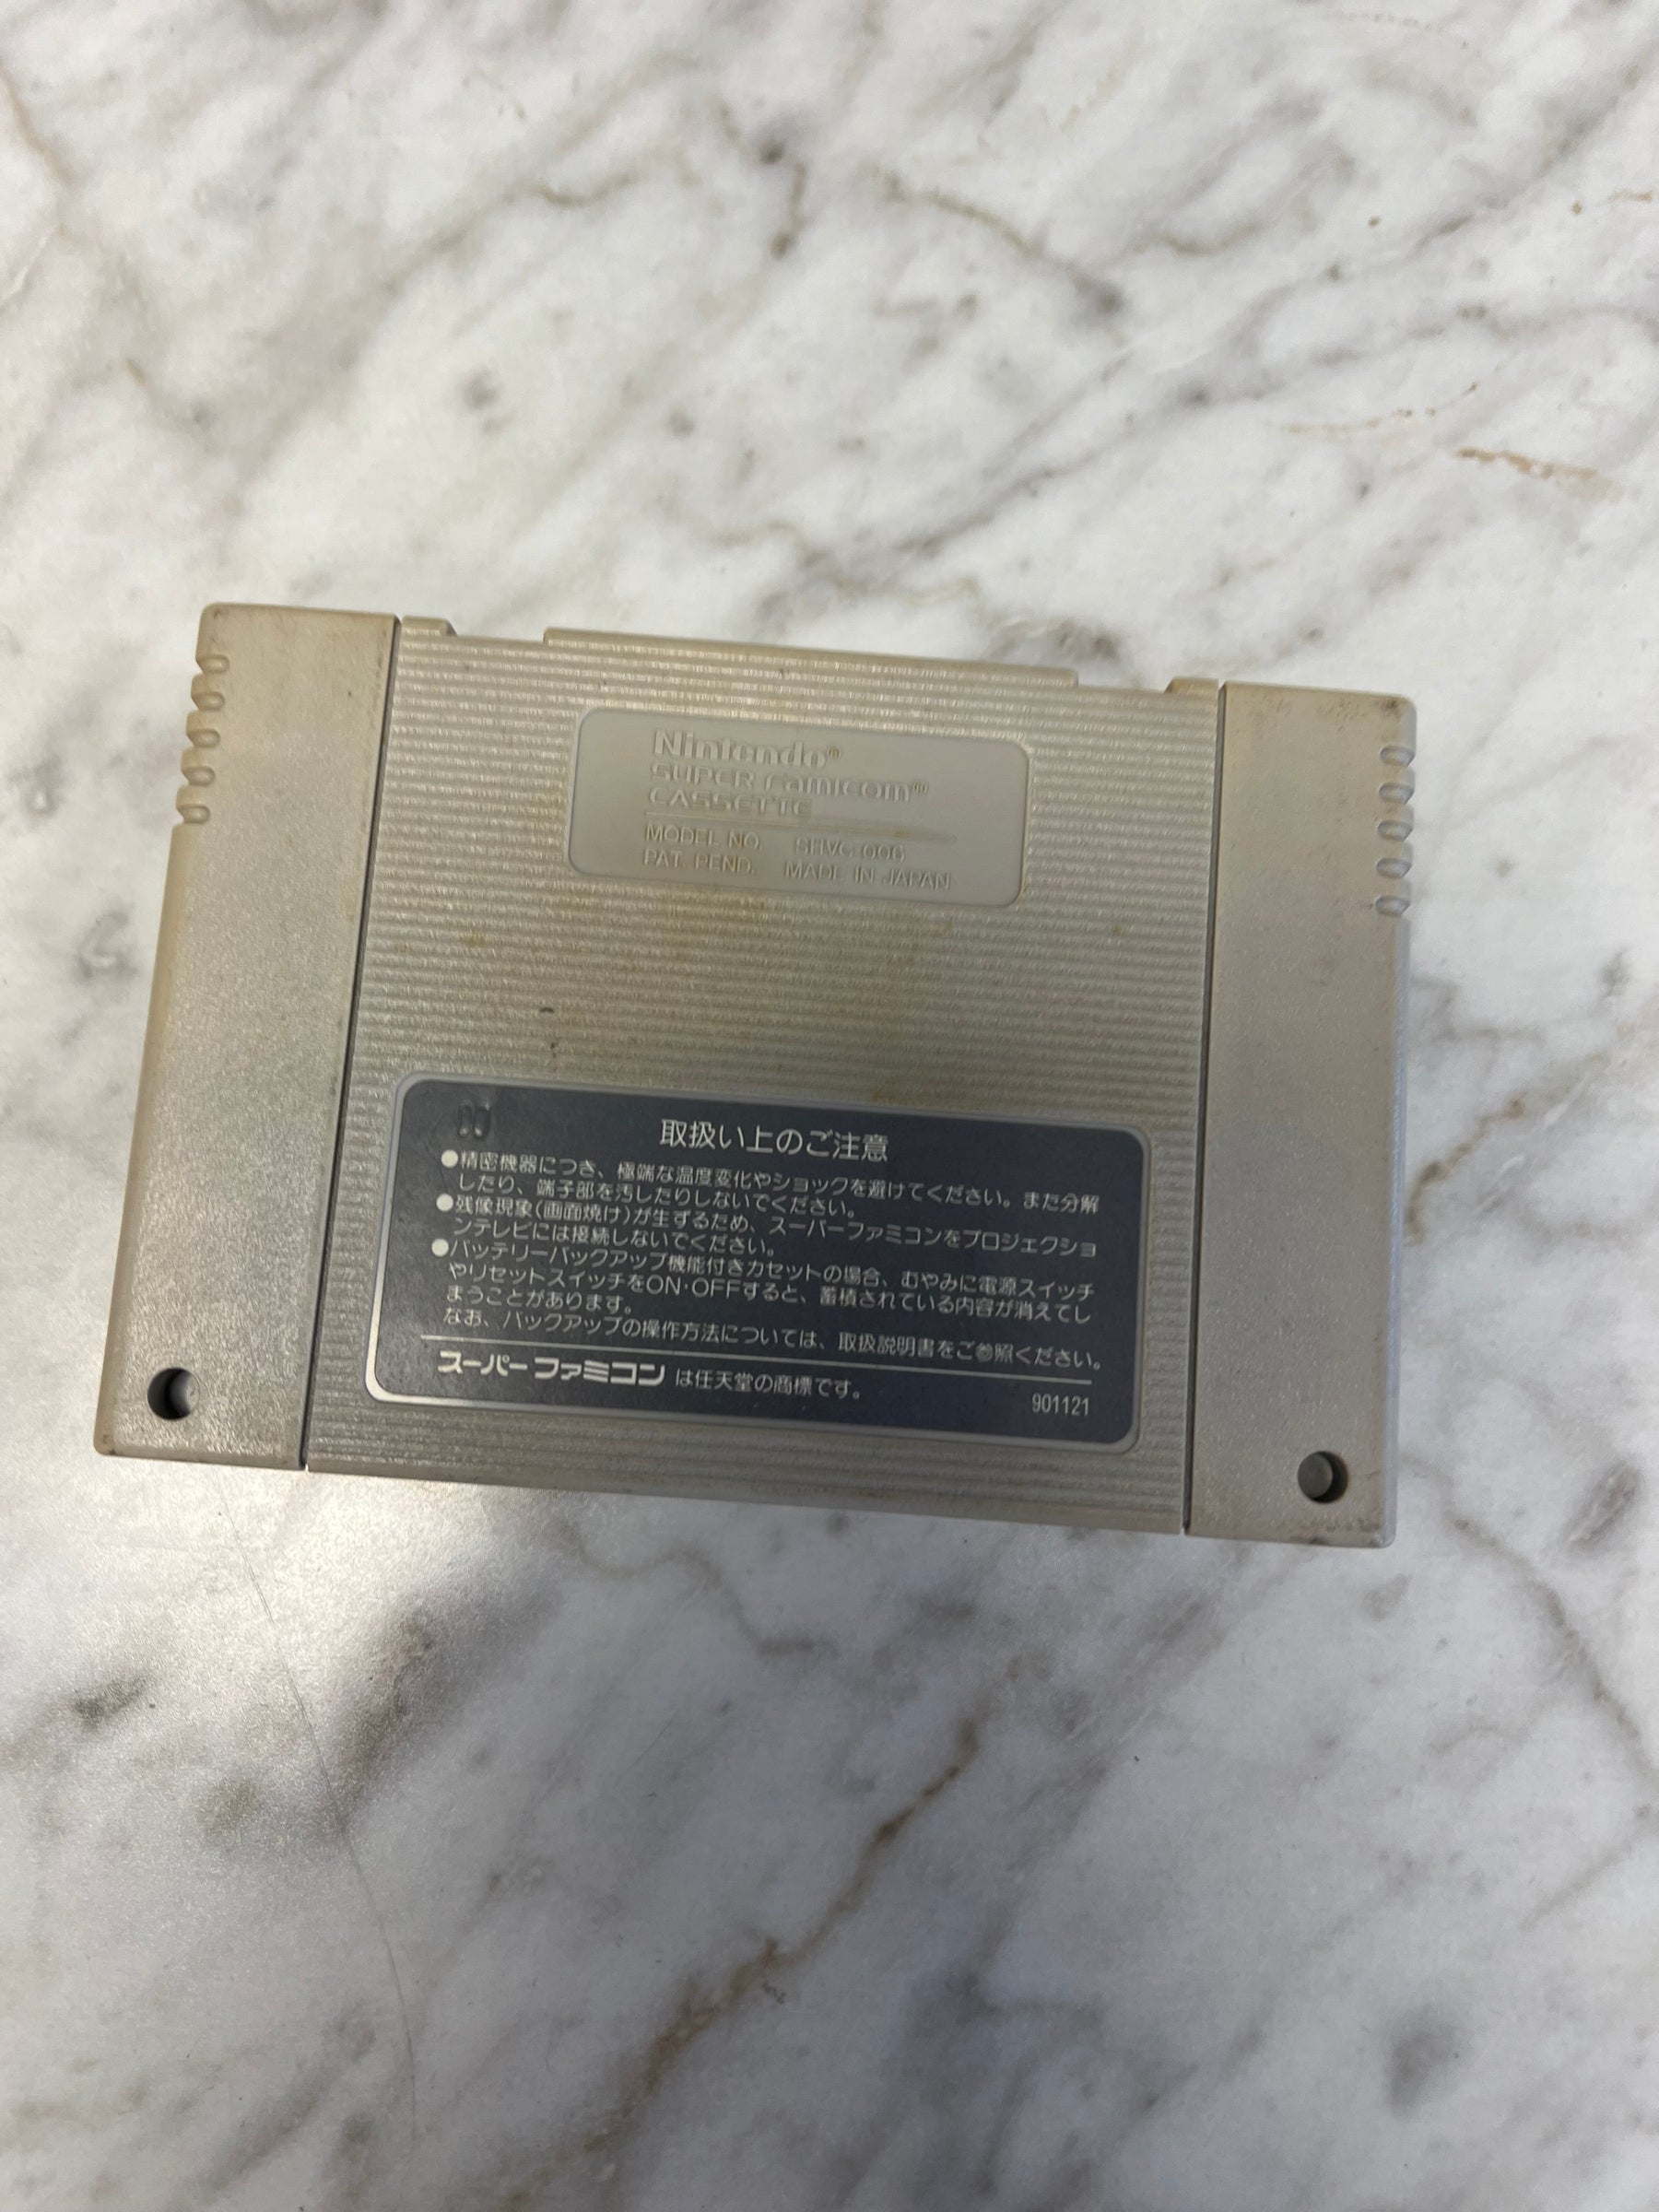 Nintendo®
SUPER FAMICOM®
CASSETTE
MODEL NO. SHVC-006
PAT. PEND. MADE IN JAPAN
取扱い上のご注意
●精密機器につき、極端な温度変化やショックを避けてください。また分解
したり、端子部を汚したりしないでください。
●残像現象(画面焼け)が生ずるため、スーパーファミコンをプロジェクショ
ンテレビには接続しないでください。
●バッテリーバックアップ機能付きカセットの場合、むやみに電源スイッチ
やリセットスイッチをON·OFFすると、蓄積されている内容が消えてし
まうことがあります。
なお、バックアップの操作方法については、取扱説明書をご参照ください。
スーパーファミコン は任天堂の商標です。
901121